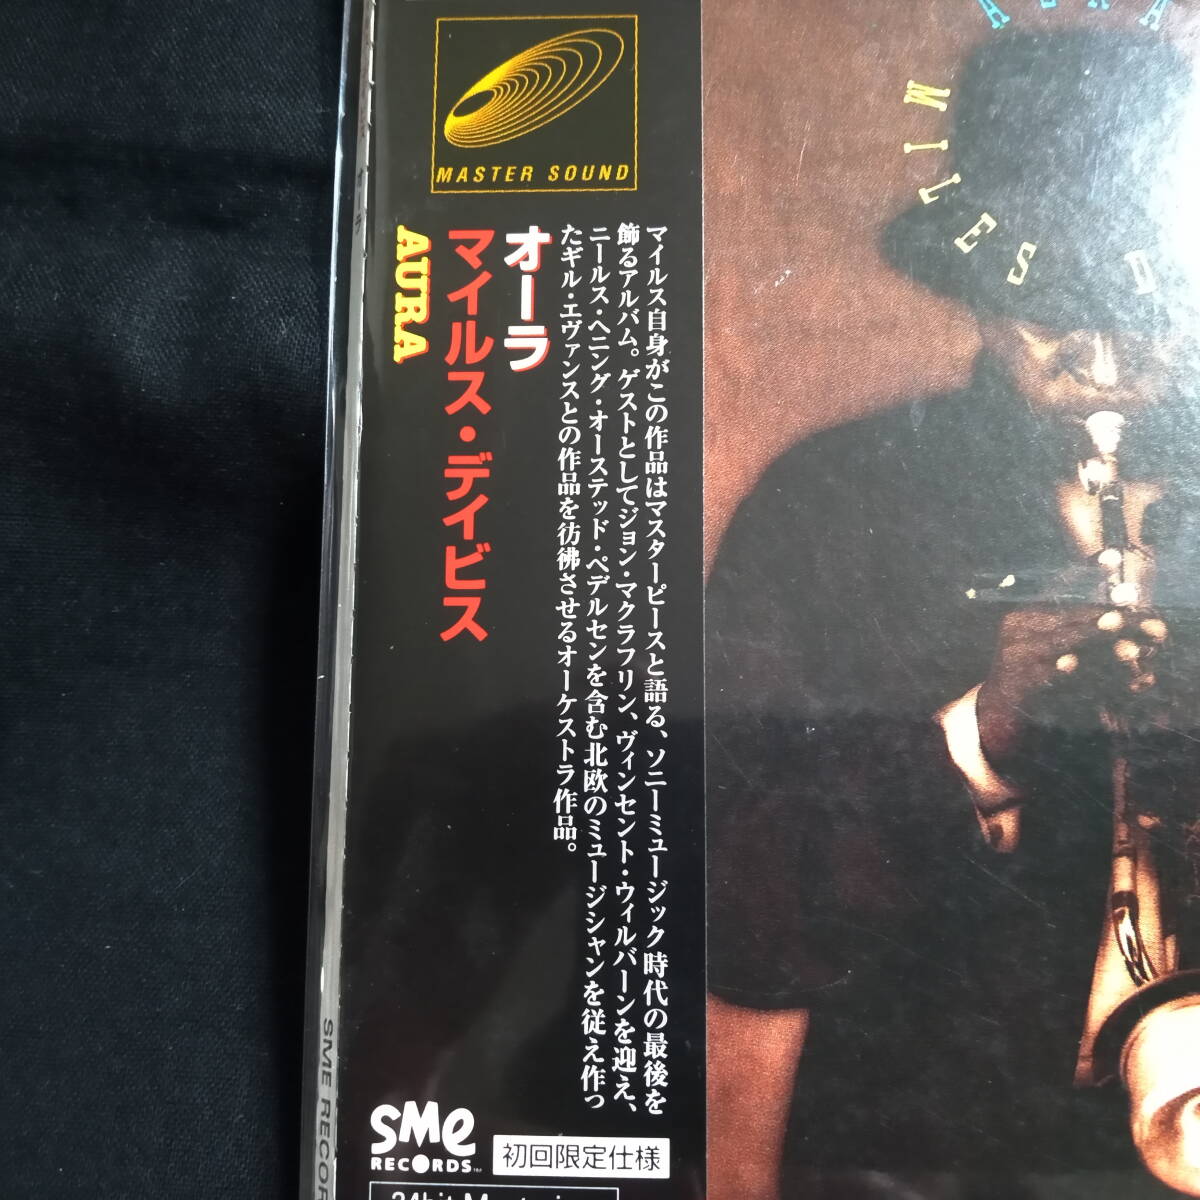 MASTER SOUND
オーラ
マイルス・デイビス
AURA
マイルス自身がこの作品はマスターピースと語る、ソニーミュージック時代の最後を
飾るアルバム。ゲストとしてジョン・マクラフリン、ヴィンセント・ウィルバーンを迎え、
ニールス・ヘニング・オーステッド・ペデルセンを含む北欧のミュージシャンを従え作っ
たギル・エヴァンスとの作品を彷彿させるオーケストラ作品。
SME
RECORDS
初回限定仕様
オーラ
SME RECOR
AURA
MILES D